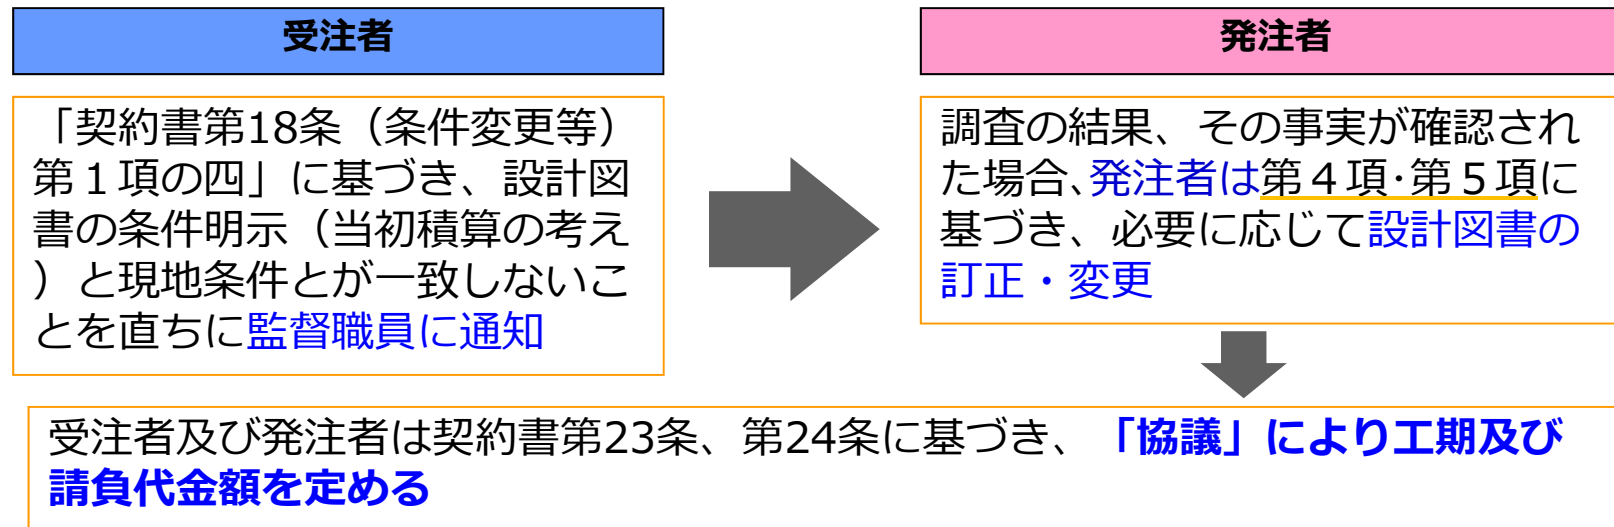 受注者
「契約書第18条（条件変更等）
第１項の四」に基づき、設計図
書の条件明示（当初積算の考え
）と現地条件とが一致しないこ
とを直ちに監督職員に通知
発注者
調査の結果、その事実が確認され
た場合、発注者は第４項･第５項に
基づき、必要に応じて設計図書の
訂正・変更
受注者及び発注者は契約書第23条、第24条に基づき、「協議」により工期及び
請負代金額を定める